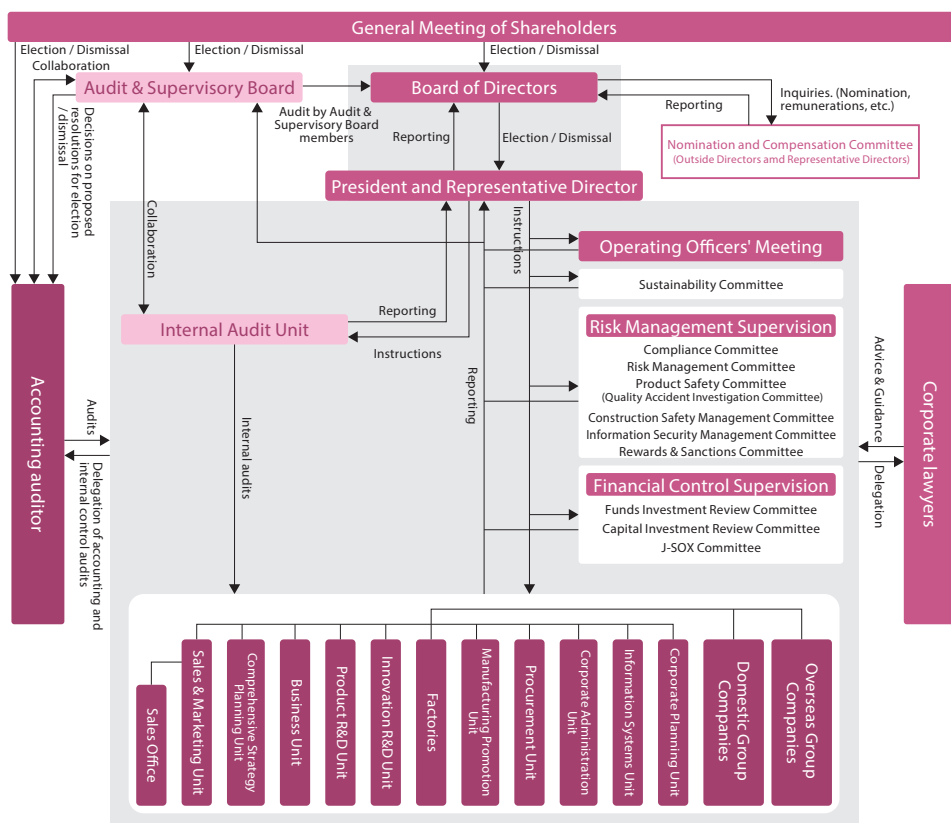 General Meeting of Shareholders
Election / Dismissal
Election / Dismissal
Election / Dismissal
Collaboration
Audit & Supervisory Board
Board of Directors
Inquiries. (Nomination,
remunerations, etc.)
Reporting
Audit by Audit &
Supervisory Board
members
Reporting
Election / Dismissal
Nomination and Compensation Committee
(Outside Directors amd Representative Directors)
Decisions on proposed
resolutions for election
/ dismissal
President and Representative Director
Collaboration
Instructions
Operating Officers' Meeting
Sustainability Committee
Reporting
Internal Audit Unit
Instructions
Risk Management Supervision
Compliance Committee
Risk Management Committee
Product Safety Committee
(Quality Accident Investigation Committee)
Construction Safety Management Committee
Information Security Management Committee
Rewards & Sanctions Committee
Reporting
Financial Control Supervision
Funds Investment Review Committee
Capital Investment Review Committee
J-SOX Committee
Accounting auditor
Audits
Delegation of accounting and
internal control audits
Internal audits
Advice & Guidance
Delegation
Corporate lawyers
Sales Office
Sales & Marketing Unit
Comprehensive Strategy
Planning Unit
Business Unit
Product R&D Unit
Innovation R&D Unit
Factories
Manufacturing Promotion
Unit
Procurement Unit
Corporate Administration
Unit
Information Systems Unit
Corporate Planning Unit
Domestic Group
Companies
Overseas Group
Companies